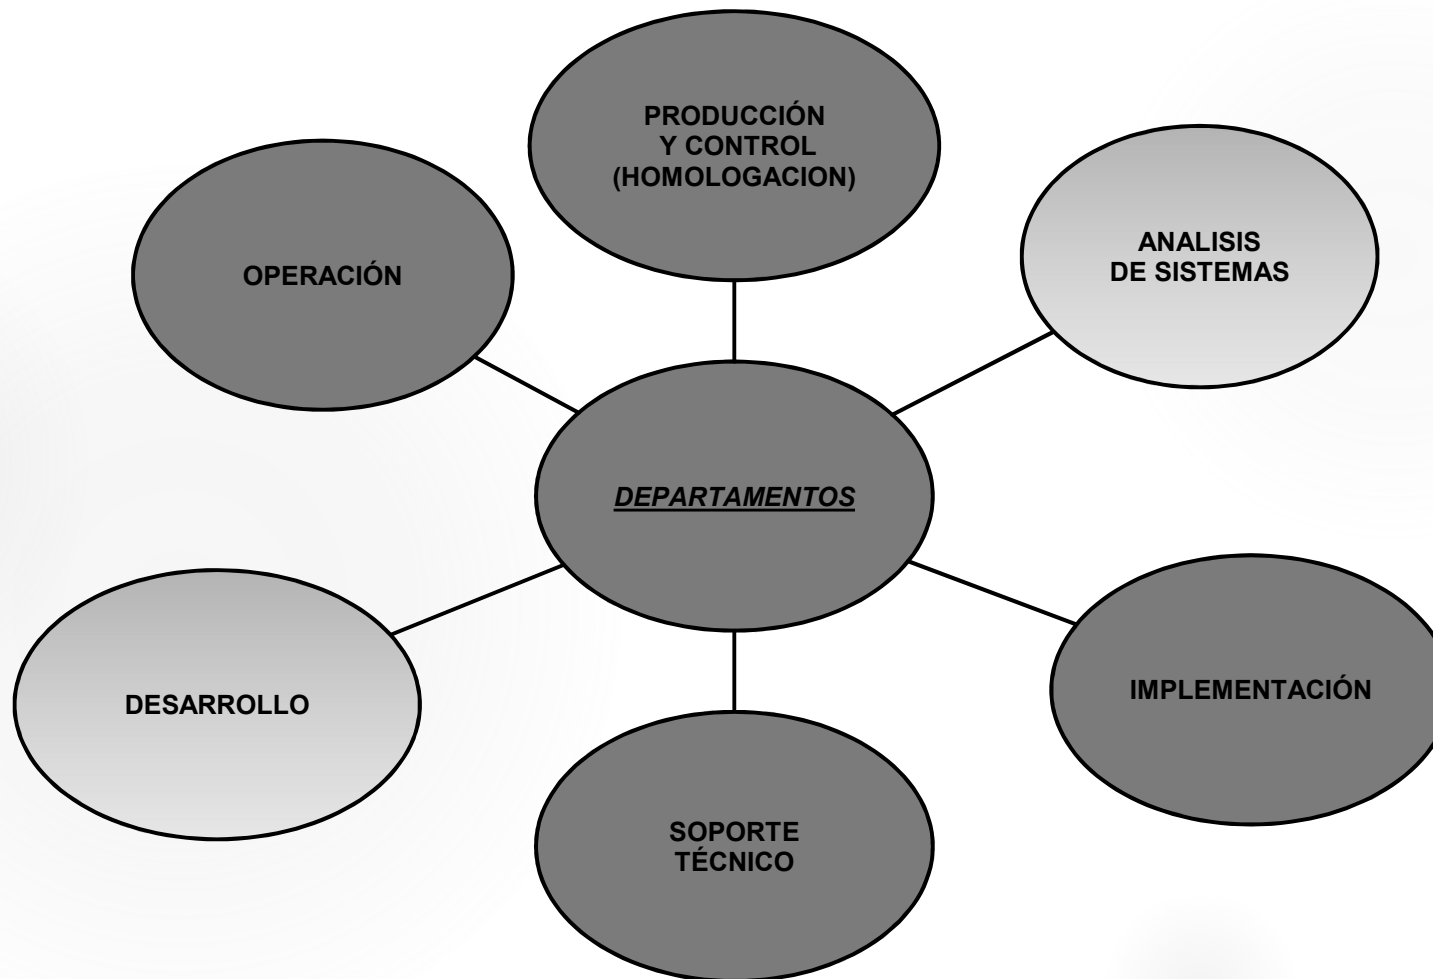 PRODUCCIÓN
Y CONTROL
(HOMOLOGACION)
OPERACIÓN
ANALISIS
DE SISTEMAS
DEPARTAMENTOS
DESARROLLO
IMPLEMENTACIÓN
SOPORTE
TÉCNICO